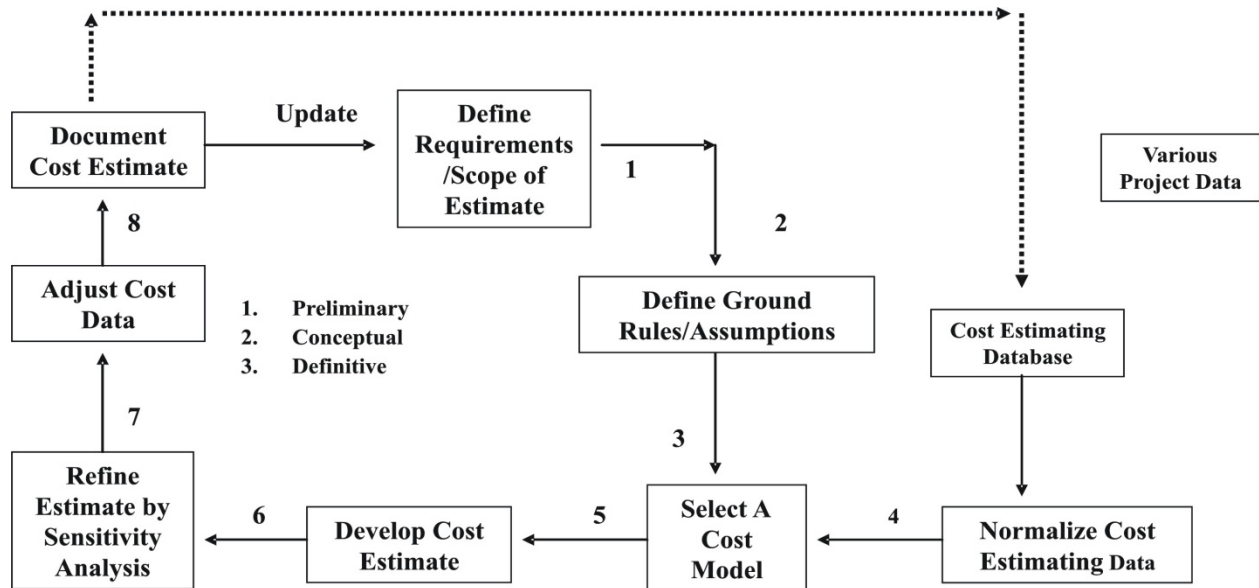 Document
Cost Estimate
Update
Define
Requirements
/Scope of
Estimate
1
Various
Project Data
8
2
Adjust Cost
Data
1. Preliminary
2. Conceptual
3. Definitive
Define Ground
Rules/Assumptions
Cost Estimating
Database
7
3
Refine
Estimate by
Sensitivity
Analysis
6
Develop Cost
Estimate
5
Select A
Cost
Model
4
Normalize Cost
Estimating Data